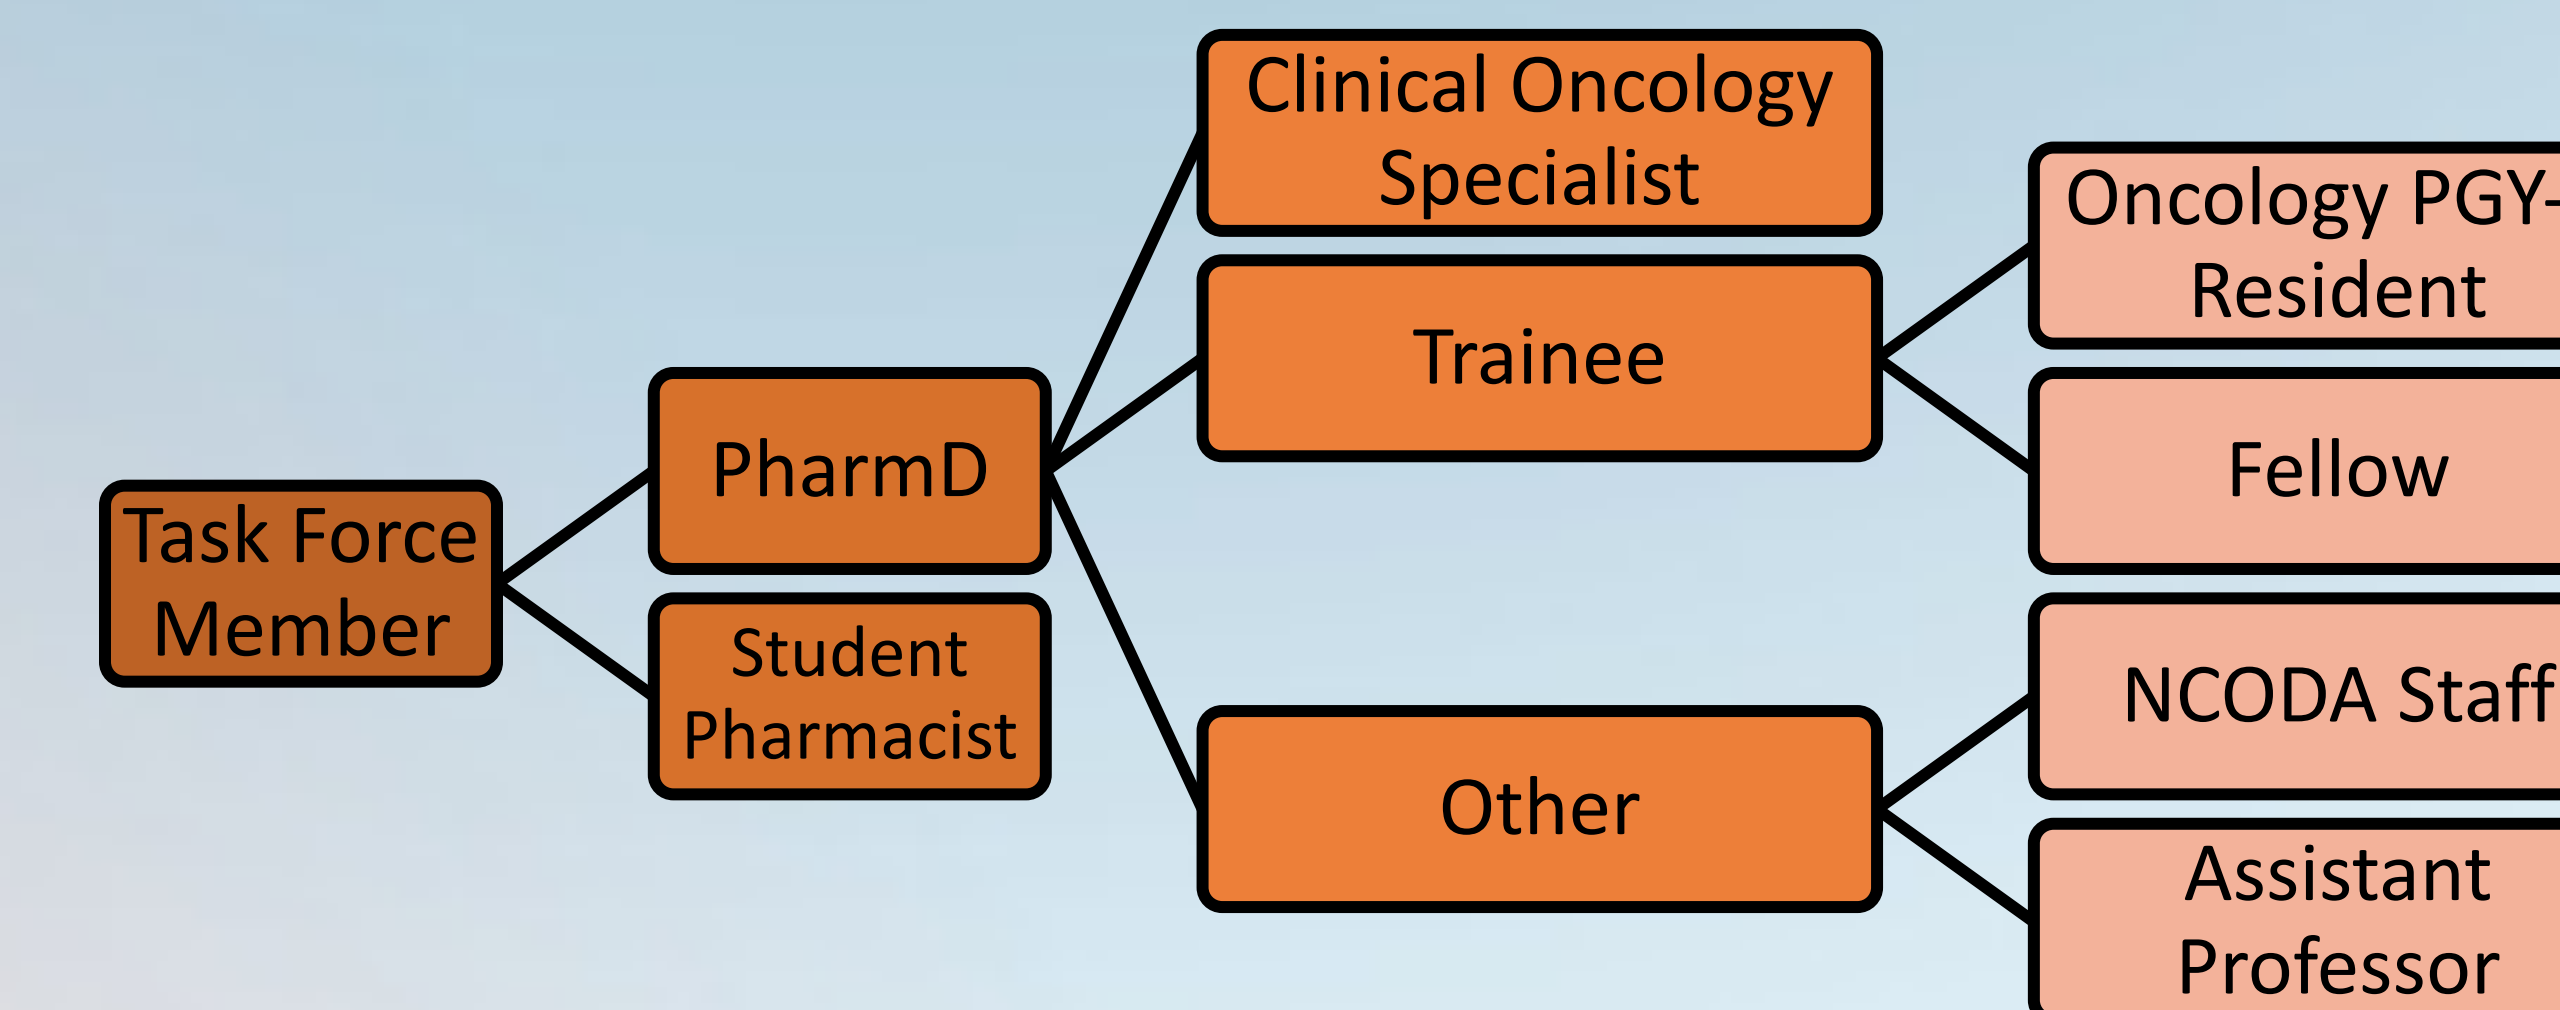 Clinical Oncology
Specialist
Oncology PGY-
Resident
Trainee
PharmD
Fellow
Task Force
Member
Student
Pharmacist
NCODA Staff
Other
Assistant
Professor